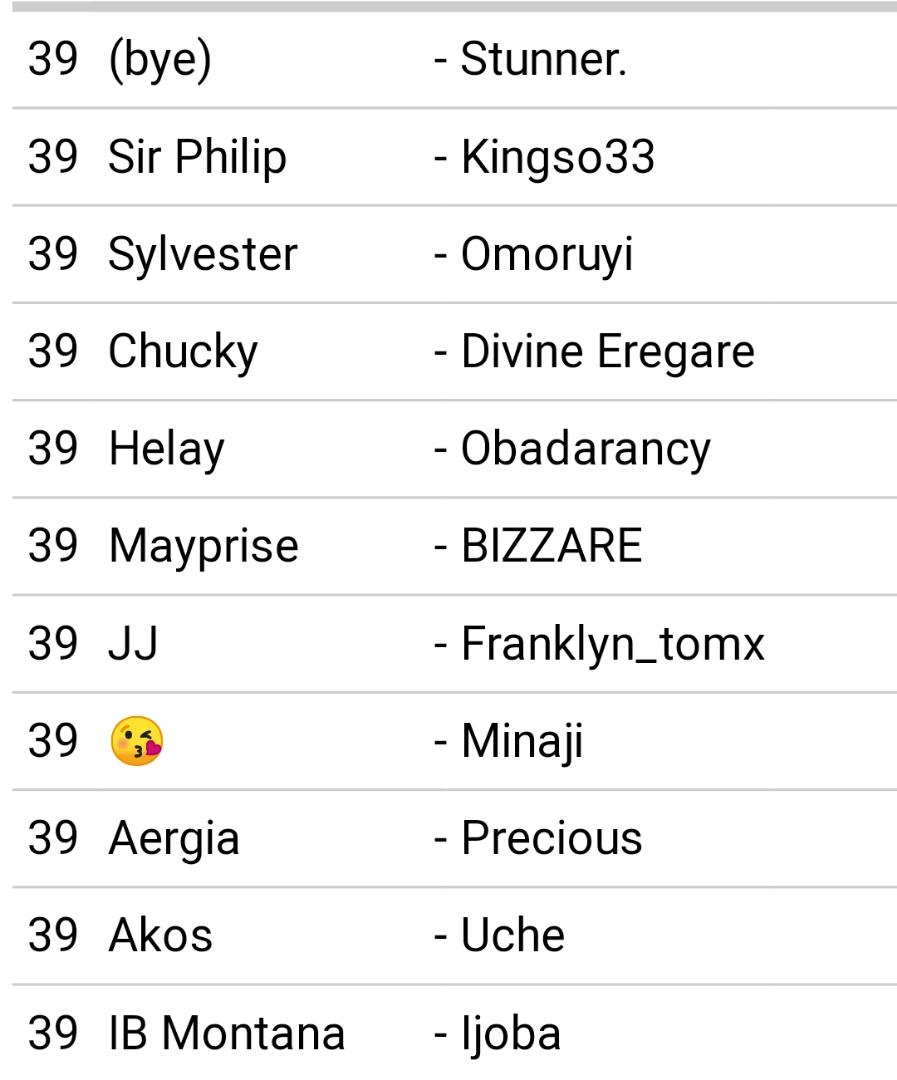 39 (bye) - Stunner.
39 Sir Philip - Kingso33
39 Sylvester - Omoruyi
39 Chucky - Divine Eregare
39 Helay - Obadarancy
39 Mayprise - BIZZARE
39 JJ - Franklyn_tomx
39 😘 - Minaji
39 Aergia - Precious
39 Akos - Uche
39 IB Montana - Ijoba